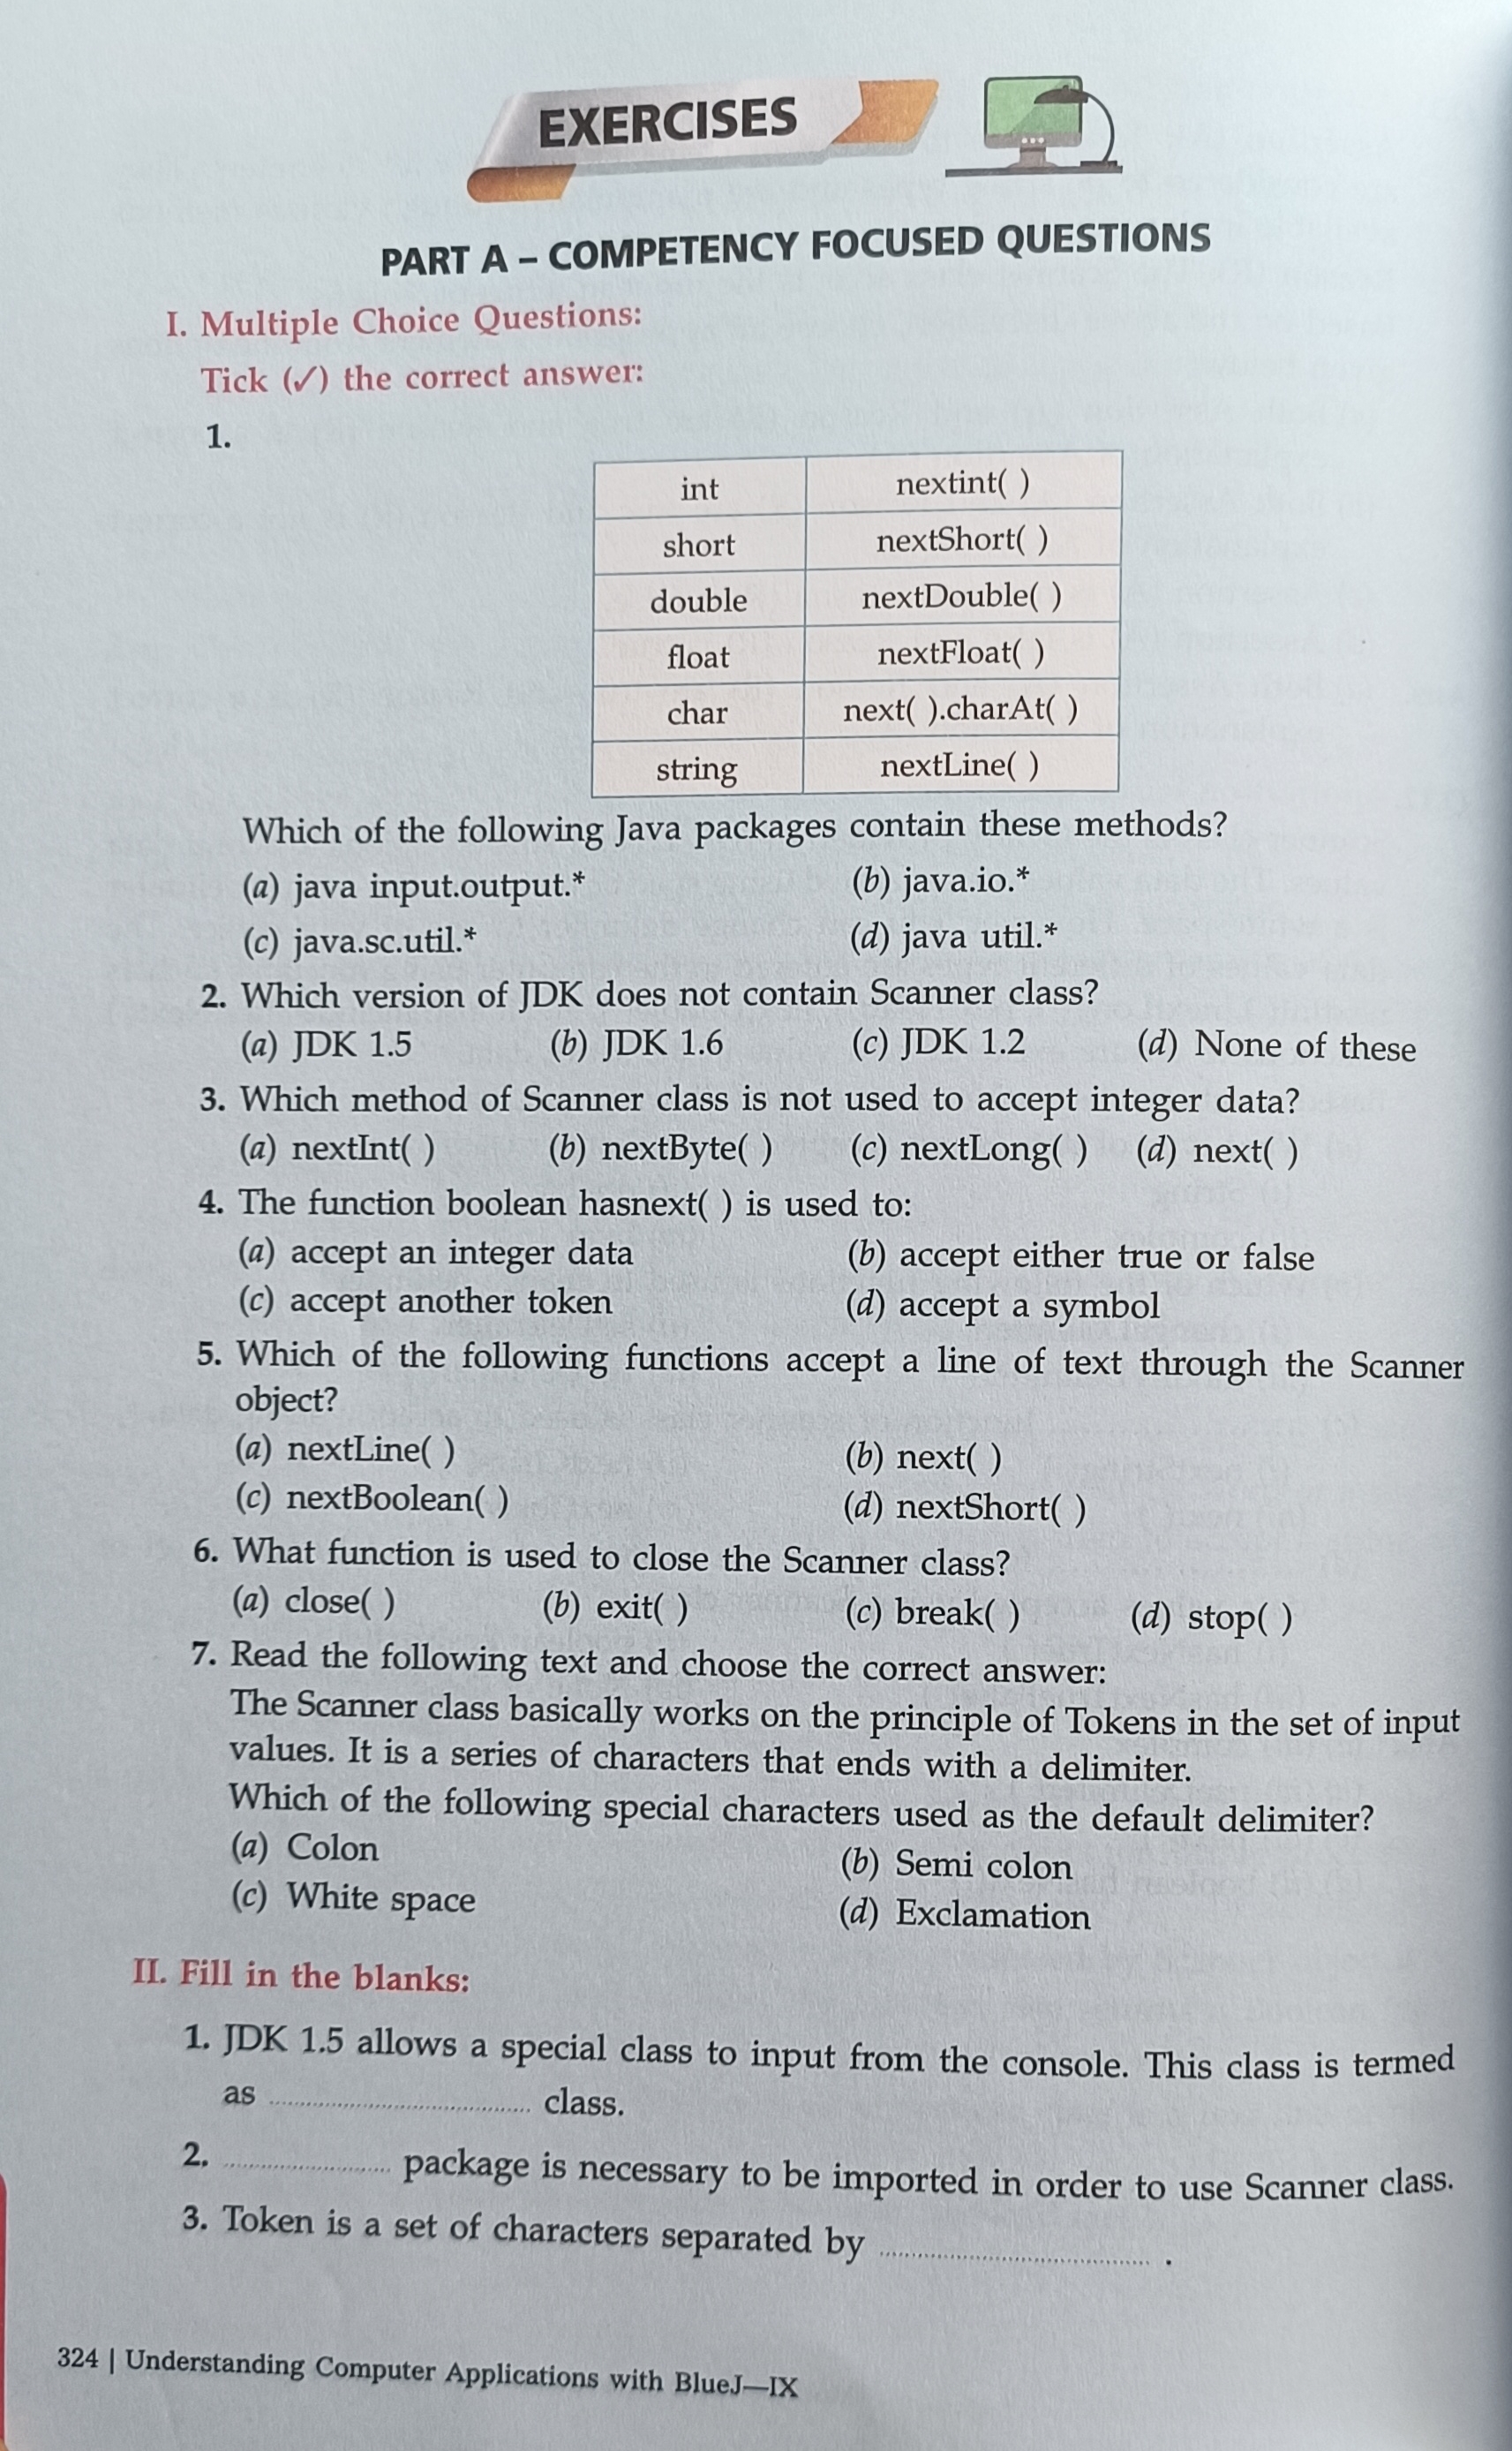 EXERCISES
PART A – COMPETENCY FOCUSED QUESTIONS
I. Multiple Choice Questions:
Tick (✓) the correct answer:
1.
int nextint( )
short nextShort( )
double nextDouble( )
float nextFloat( )
char next( ).charAt( )
string nextLine( )
Which of the following Java packages contain these methods?
(a) java input.output.* (b) java.io.*
(c) java.sc.util.* (d) java util.*
2. Which version of JDK does not contain Scanner class?
(a) JDK 1.5 (b) JDK 1.6 (c) JDK 1.2 (d) None of these
3. Which method of Scanner class is not used to accept integer data?
(a) nextInt( ) (b) nextByte( ) (c) nextLong( ) (d) next( )
4. The function boolean hasnext( ) is used to:
(a) accept an integer data (b) accept either true or false
(c) accept another token (d) accept a symbol
5. Which of the following functions accept a line of text through the Scanner
object?
(a) nextLine( ) (b) next( )
(c) nextBoolean( ) (d) nextShort( )
6. What function is used to close the Scanner class?
(a) close( ) (b) exit( ) (c) break( ) (d) stop( )
7. Read the following text and choose the correct answer:
The Scanner class basically works on the principle of Tokens in the set of input
values. It is a series of characters that ends with a delimiter.
Which of the following special characters used as the default delimiter?
(a) Colon (b) Semi colon
(c) White space (d) Exclamation
II. Fill in the blanks:
1. JDK 1.5 allows a special class to input from the console. This class is termed
as .................................... class.
2. ....................... package is necessary to be imported in order to use Scanner class.
3. Token is a set of characters separated by ..................................... .
324 | Understanding Computer Applications with BlueJ—IX